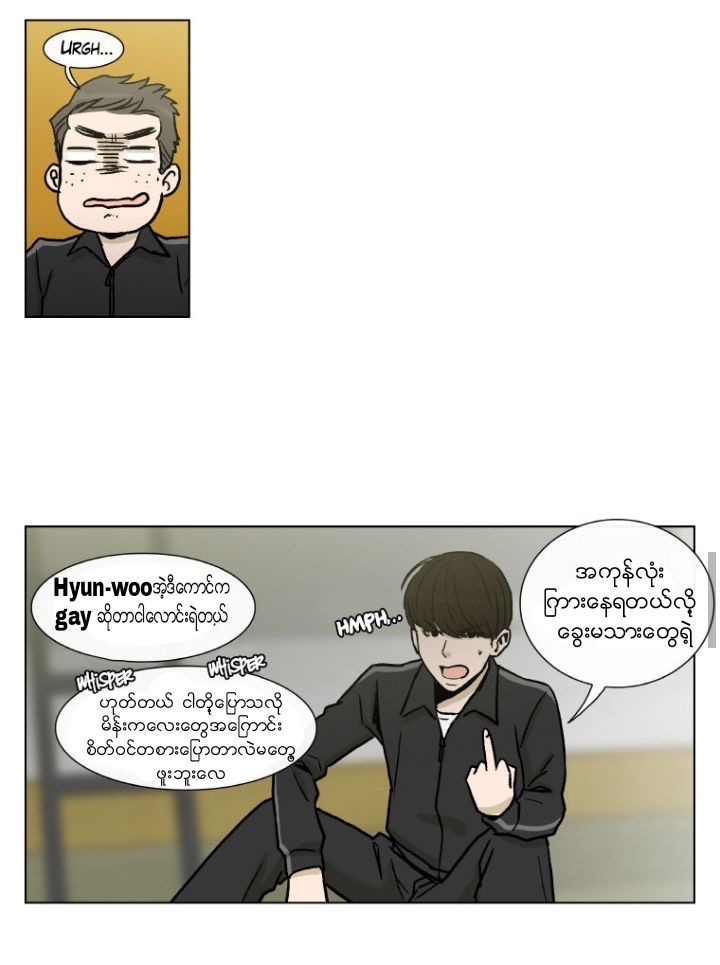 URGH...
Hyun-wooအဲ့ဒီကောင်က
gay ဆိုတာငါလောင်းရဲတယ်
WHISPER
WHISPER
ဟုတ်တယ် ငါတို့ပြောသလို
မိန်းကလေးတွေအကြောင်း
စိတ်ဝင်တစားပြောတာလဲမတွေ့
ဖူးဘူးလေ
HMPH...
အကုန်လုံး
ကြားနေရတယ်လို့
ခွေးမသားတွေရဲ့